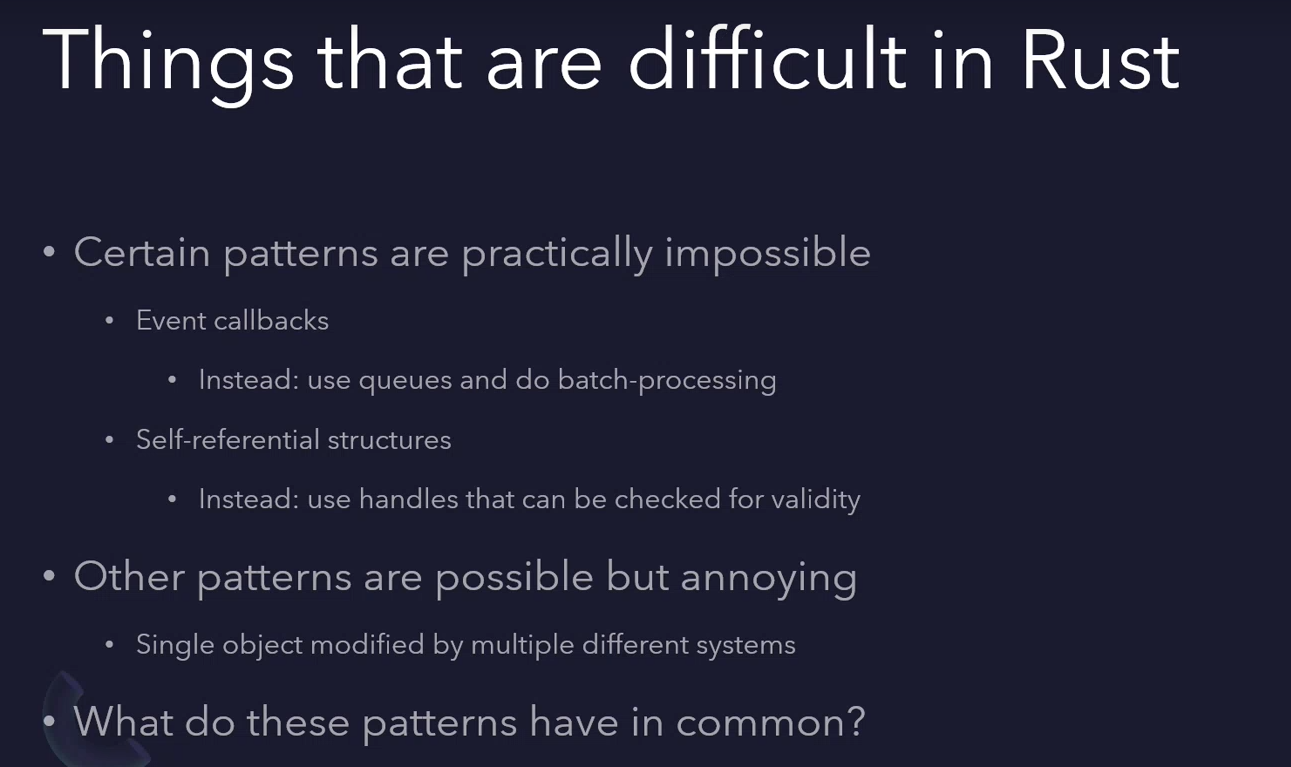 Things that are difficult in Rust
• Certain patterns are practically impossible
• Event callbacks
• Instead: use queues and do batch-processing
• Self-referential structures
• Instead: use handles that can be checked for validity
• Other patterns are possible but annoying
• Single object modified by multiple different systems
• What do these patterns have in common?